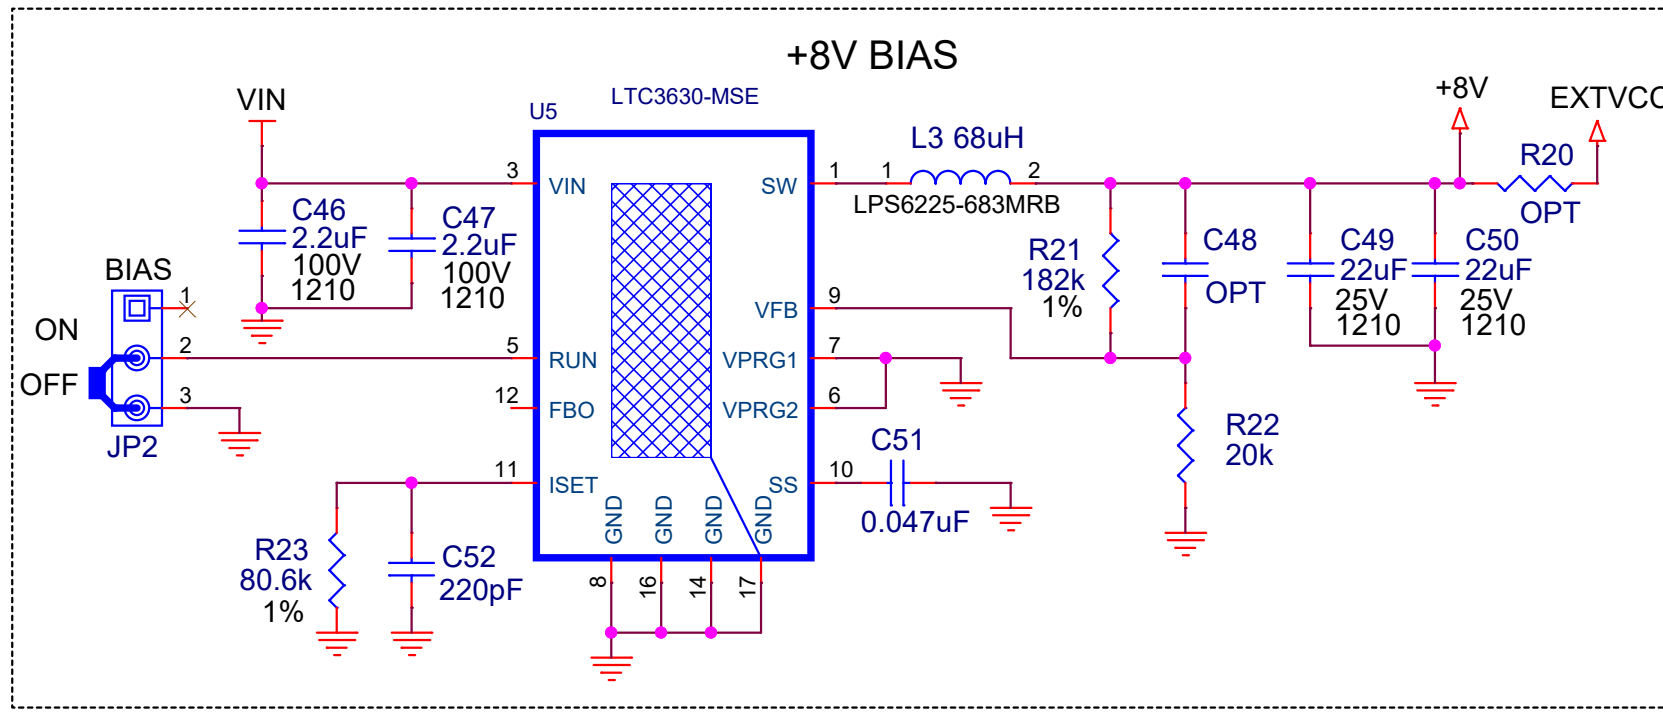 +8V BIAS
VIN
U5
LTC3630-MSE
+8V
EXTVCC
L3 68uH
R20
3
VIN
SW
1
1
2
LPS6225-683MRB
OPT
C46
2.2uF
100V
1210
C47
2.2uF
100V
1210
R21
182k
1%
C48
OPT
C49
22uF
25V
1210
C50
22uF
25V
1210
BIAS
1
ON
2
OFF
3
JP2
5
RUN
12
FBO
11
ISET
VFB
9
VPRG1
7
VPRG2
6
SS
10
C51
0.047uF
R22
20k
GND
GND
GND
GND
8
16
14
17
R23
80.6k
1%
C52
220pF